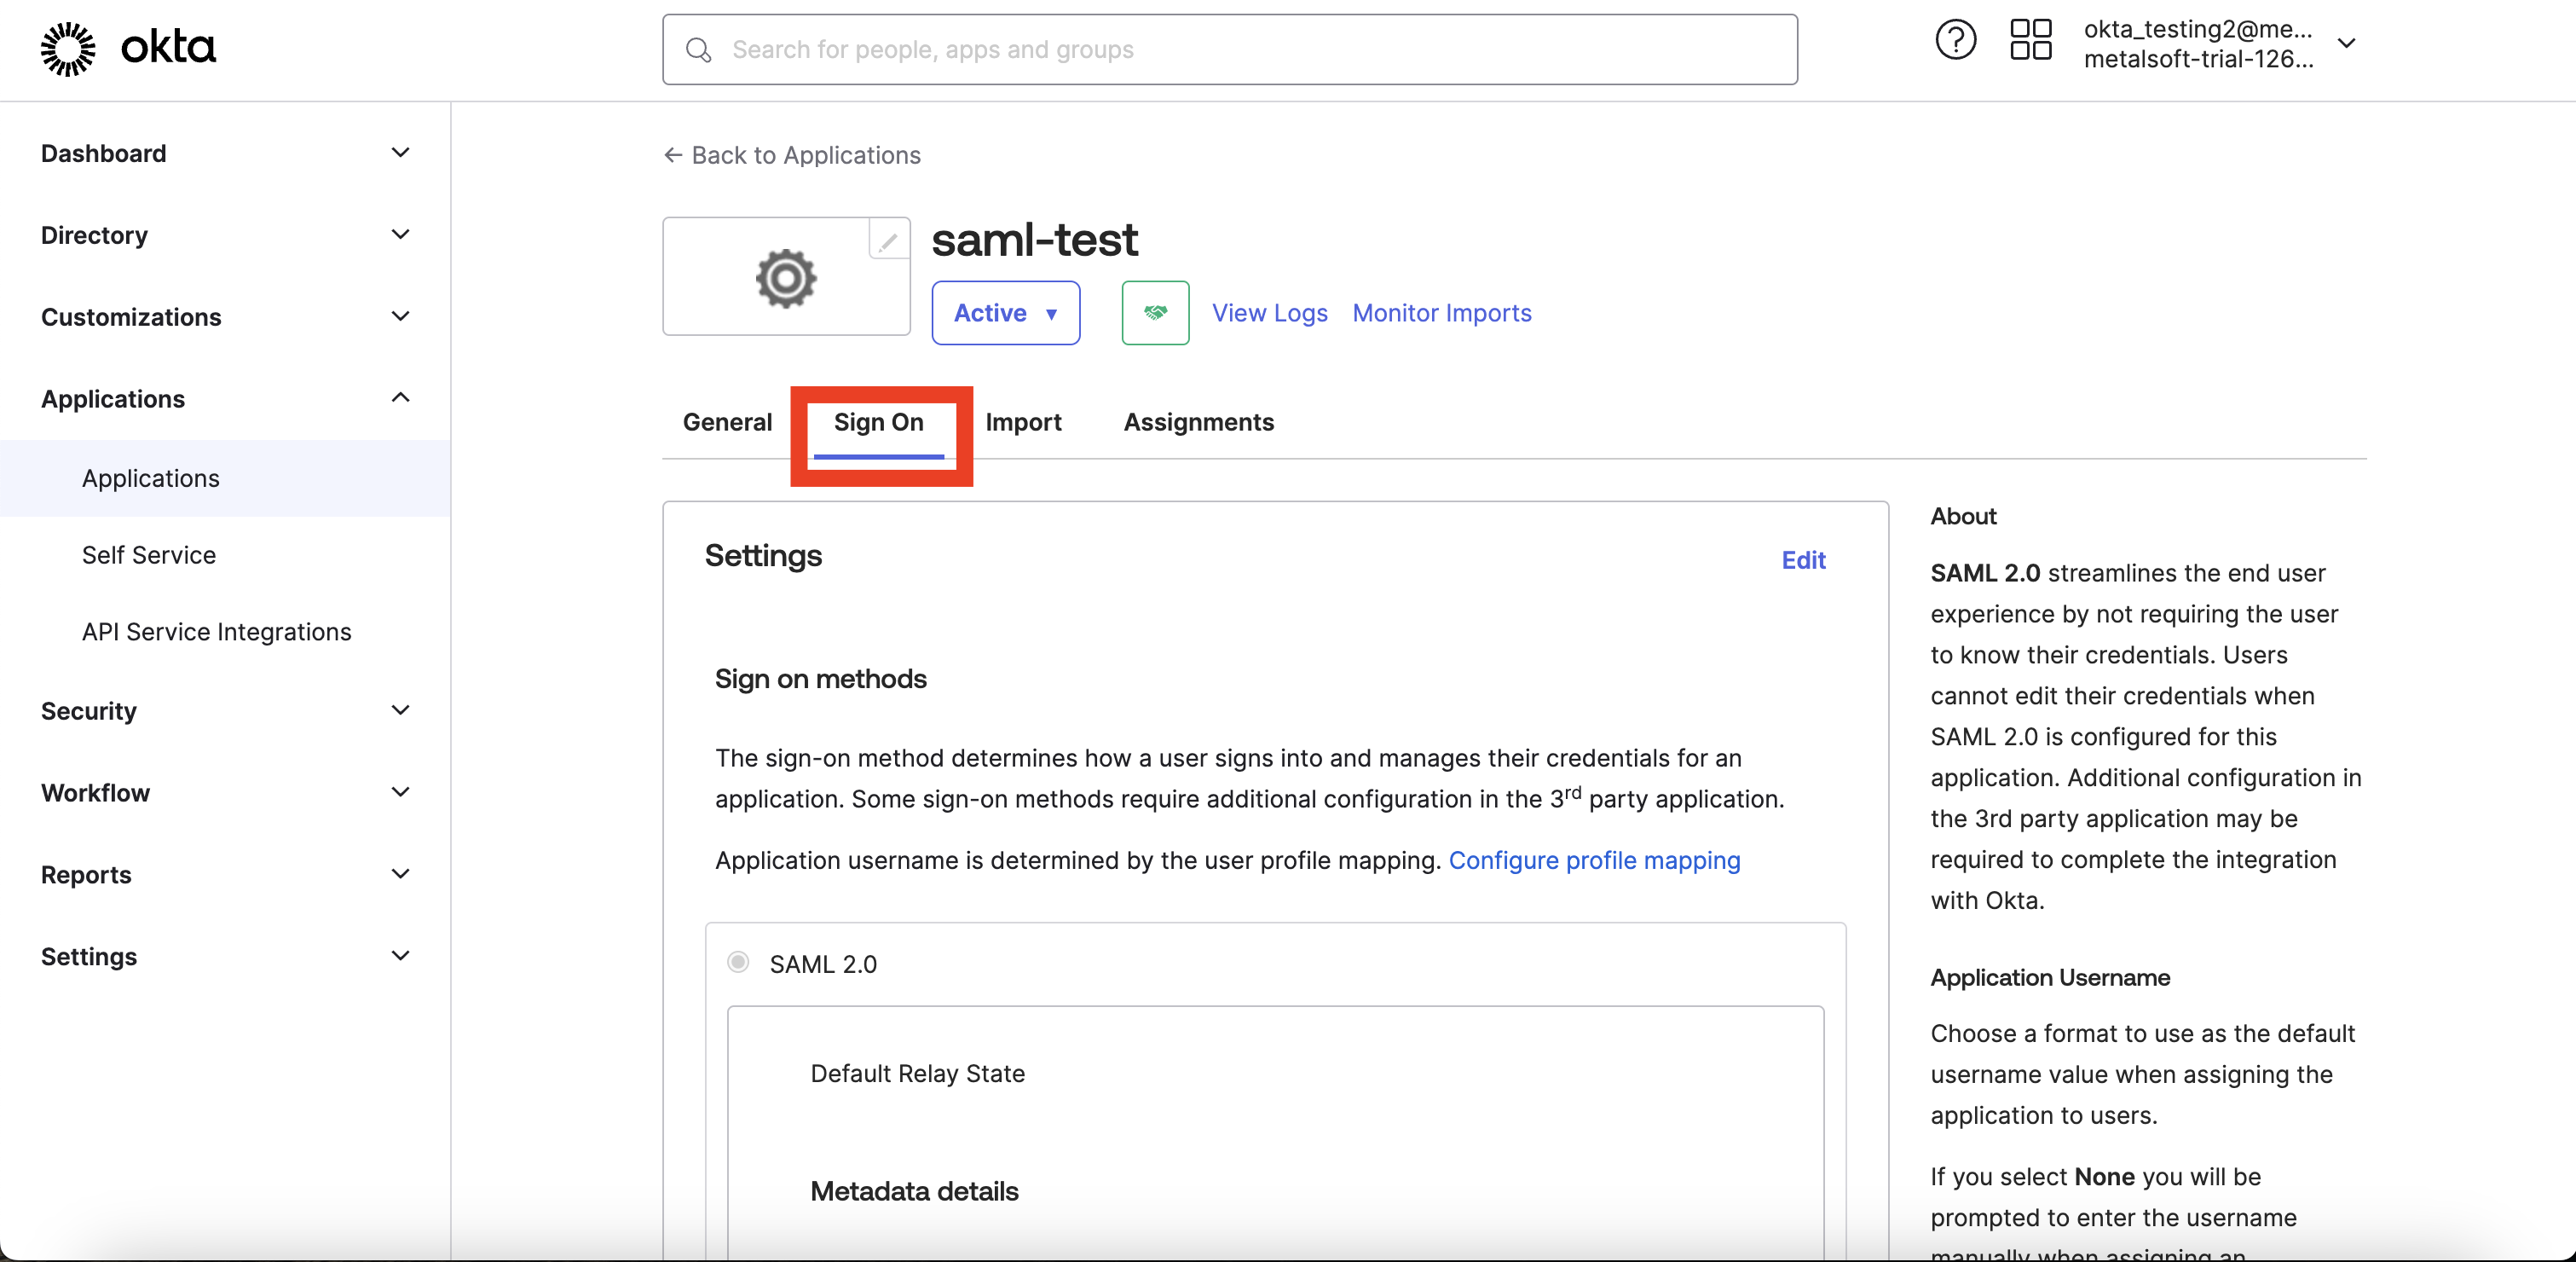 okta
Search for people, apps and groups
okta_testing2@me...
metalsoft-trial-126...
Dashboard
Directory
Customizations
Applications
Applications
Self Service
API Service Integrations
Security
Workflow
Reports
Settings
← Back to Applications
saml-test
Active ▼
View Logs
Monitor Imports
General
Sign On
Import
Assignments
Settings
Edit
Sign on methods
The sign-on method determines how a user signs into and manages their credentials for an
application. Some sign-on methods require additional configuration in the 3rd party application.
Application username is determined by the user profile mapping. Configure profile mapping
SAML 2.0
Default Relay State
Metadata details
About
SAML 2.0 streamlines the end user
experience by not requiring the user
to know their credentials. Users
cannot edit their credentials when
SAML 2.0 is configured for this
application. Additional configuration in
the 3rd party application may be
required to complete the integration
with Okta.
Application Username
Choose a format to use as the default
username value when assigning the
application to users.
If you select None you will be
prompted to enter the username
manually when assigning an